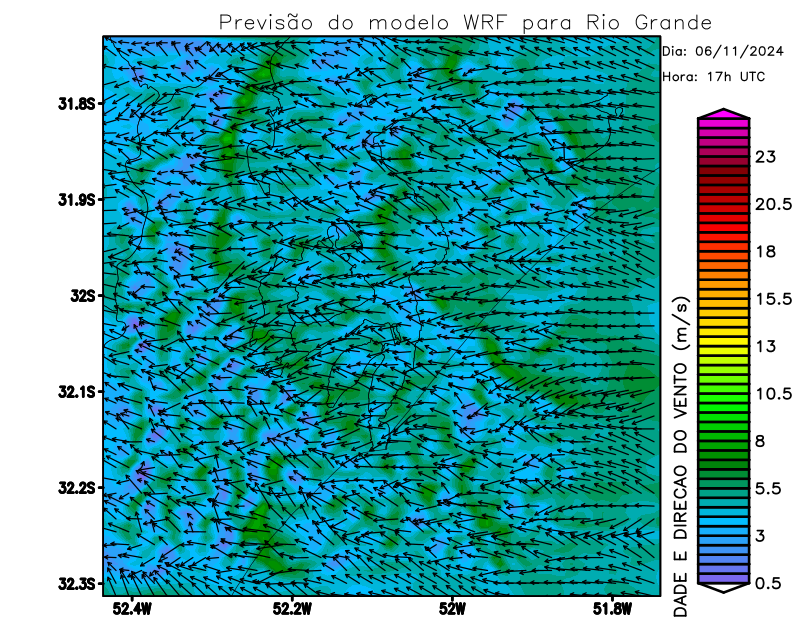 Previsão do modelo WRF para Rio Grande
Dia: 06/11/2024
Hora: 17h UTC
31.8S
31.9S
32S
32.1S
32.2S
32.3S
52.4W
52.2W
52W
51.8W
23
20.5
18
15.5
13
10.5
8
5.5
3
0.5
DADE E DIRECAO DO VENTO (m/s)